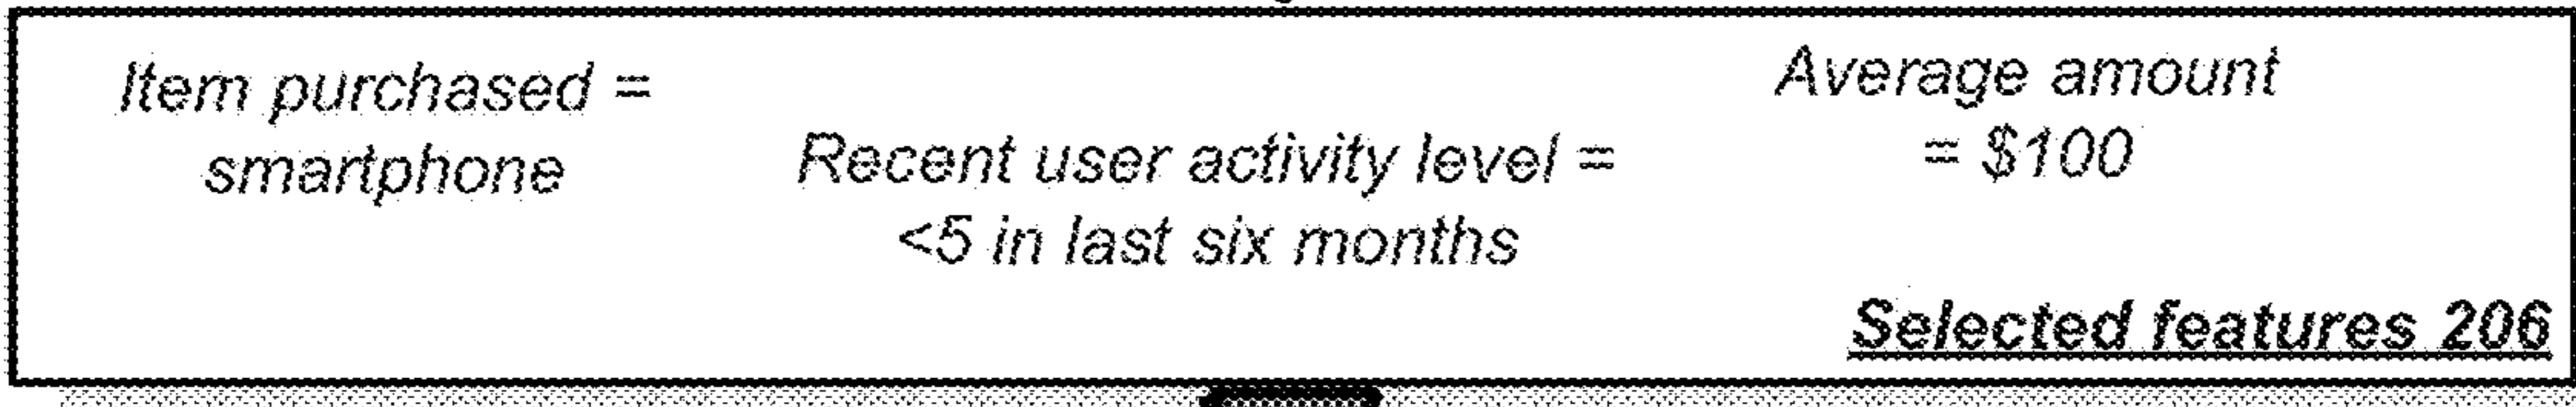 Item purchased =
smartphone
Recent user activity level =
<5 in last six months
Average amount
= $100
Selected features 206